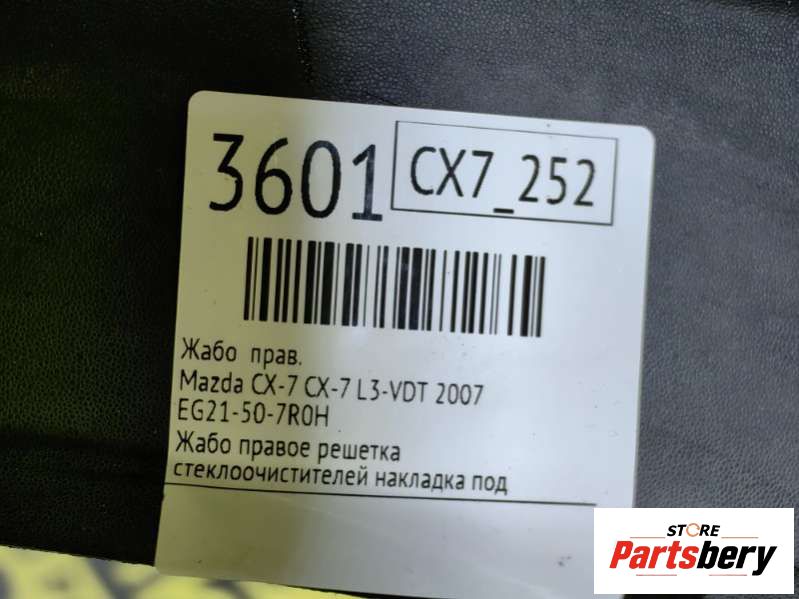 3601
CX7_252
Жабо прав.
Mazda CX-7 CX-7 L3-VDT 2007
EG21-50-7R0H
Жабо правое решетка
стеклоочистителей накладка под
STORE
Partsbery